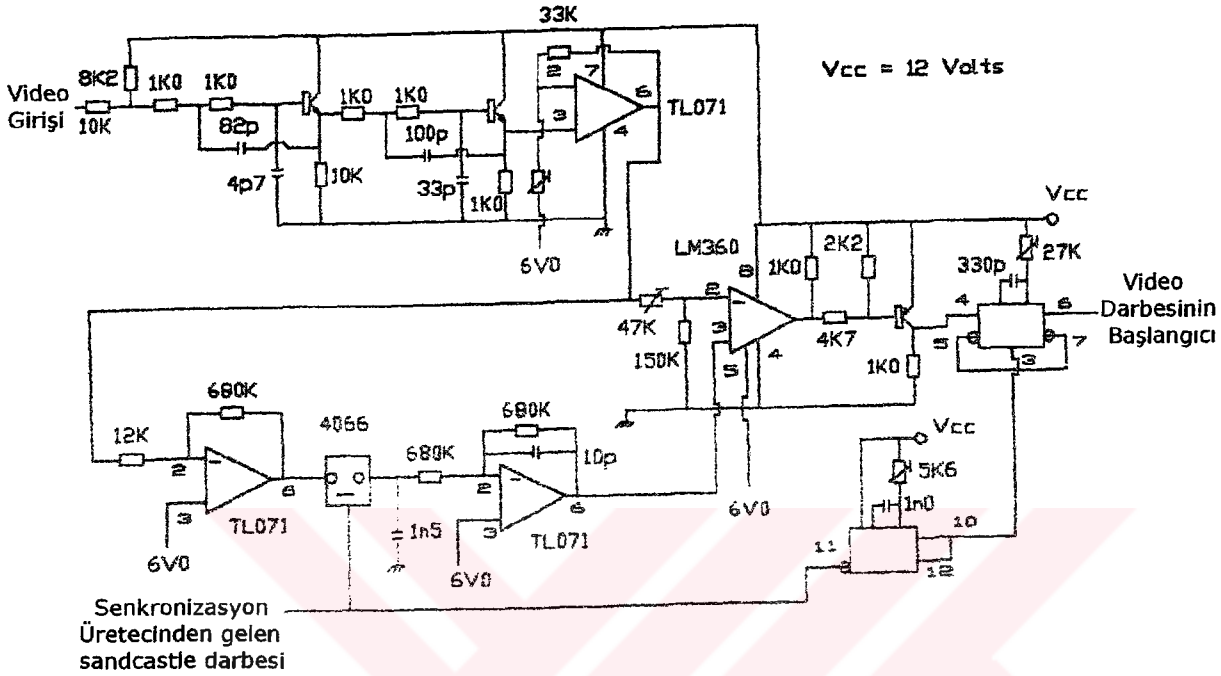 33K
8K2
1K0
1K0
Video
Girişi
10K
82p
4p7
10K
1K0
1K0
100p
33p
1K0
2
7
3
6
4
TL071
Vcc = 12 Volts
6V0
LM360
47K
150K
2
3
5
8
4
1K0
2K2
4K7
1K0
Vcc
27K
330p
4
5
6
7
3
Video
Darbesinin
Başlangıcı
680K
12K
2
3
6
TL071
6V0
4066
1n5
680K
680K
10p
2
3
6
TL071
6V0
6V0
Vcc
5K6
1n0
11
10
12
Senkronizasyon
Üretecinden gelen
sandcastle darbesi